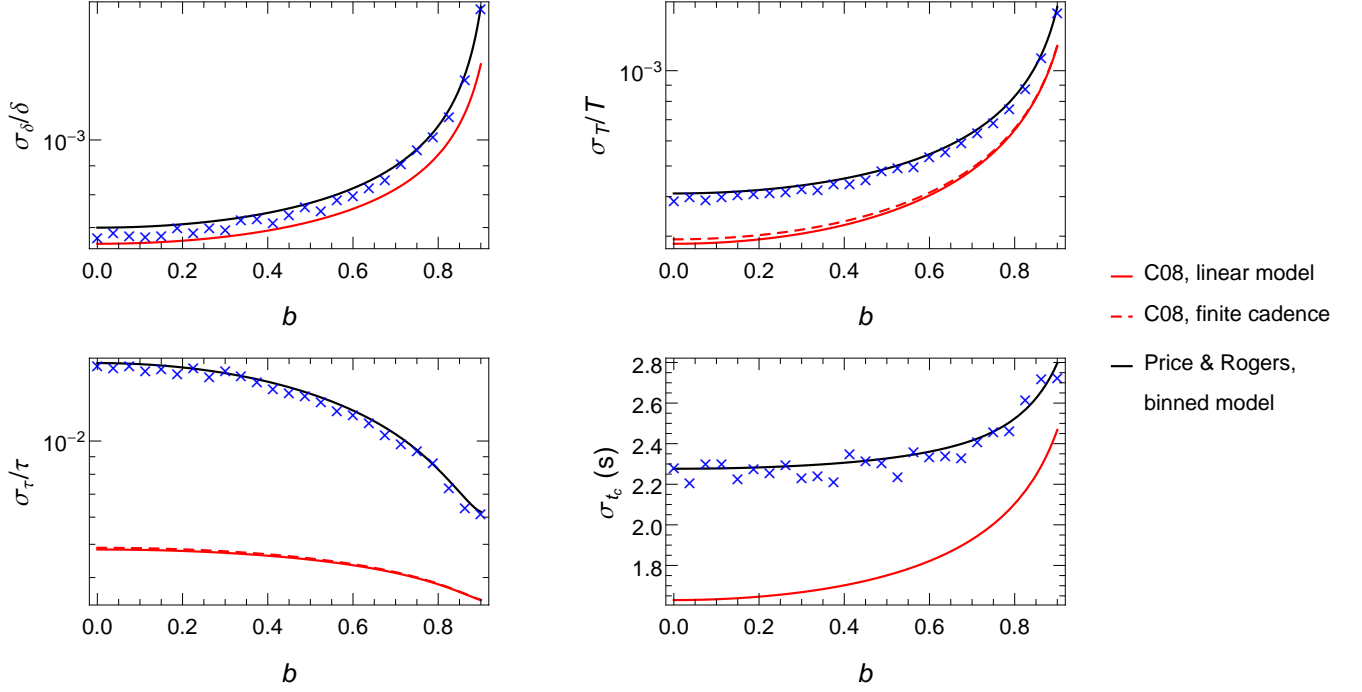 σ_δ/δ
10⁻³
0.0 0.2 0.4 0.6 0.8
b
σ_T/T
10⁻³
0.0 0.2 0.4 0.6 0.8
b
σ_τ/τ
10⁻²
0.0 0.2 0.4 0.6 0.8
b
σ_{t_c} (s)
2.8
2.6
2.4
2.2
2.0
1.8
0.0 0.2 0.4 0.6 0.8
b
C08, linear model
C08, finite cadence
Price & Rogers,
binned model